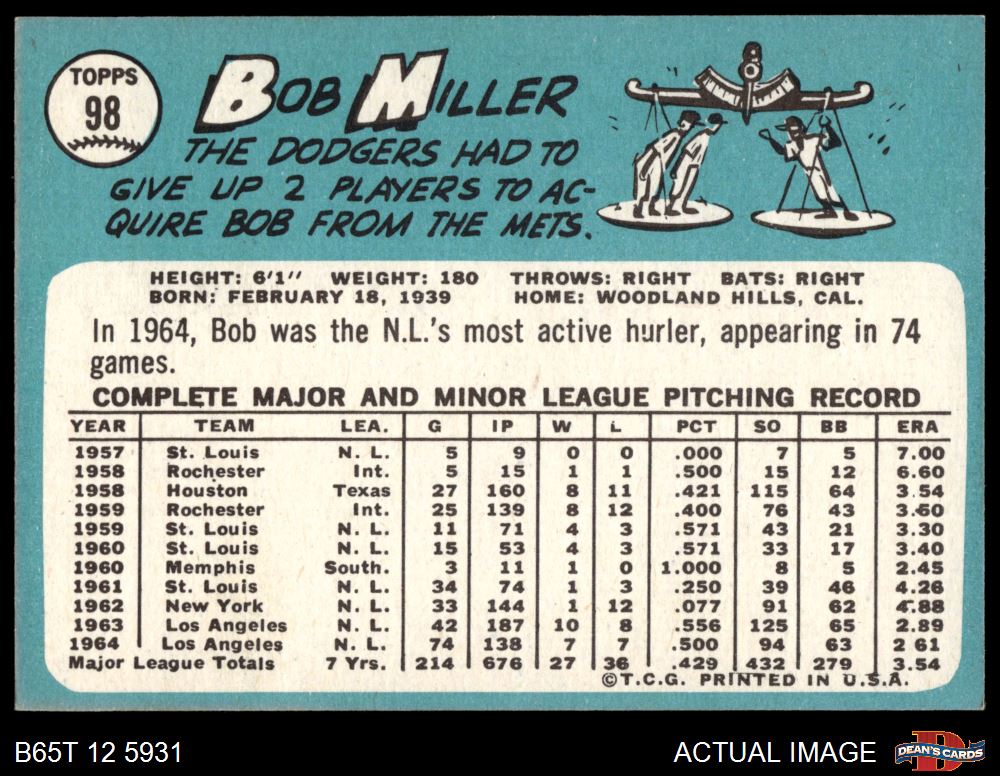 TOPPS
98
BOB MILLER
THE DODGERS HAD TO
GIVE UP 2 PLAYERS TO AC-
QUIRE BOB FROM THE METS.
HEIGHT: 6'1" WEIGHT: 180 THROWS: RIGHT BATS: RIGHT
BORN: FEBRUARY 18, 1939 HOME: WOODLAND HILLS, CAL.
In 1964, Bob was the N.L.'s most active hurler, appearing in 74
games.
COMPLETE MAJOR AND MINOR LEAGUE PITCHING RECORD
YEAR TEAM LEA. G IP W L PCT SO BB ERA
1957 St. Louis N. L. 5 9 0 0 .000 7 5 7.00
1958 Rochester Int. 5 15 1 1 .500 15 12 6.60
1958 Houston Texas 27 160 8 11 .421 115 64 3.54
1959 Rochester Int. 25 139 8 12 .400 76 43 3.60
1959 St. Louis N. L. 11 71 4 3 .571 43 21 3.30
1960 St. Louis N. L. 15 53 4 3 .571 33 17 3.40
1960 Memphis South. 3 11 1 0 1.000 8 5 2.45
1961 St. Louis N. L. 34 74 1 3 .250 39 46 4.26
1962 New York N. L. 33 144 1 12 .077 91 62 4.88
1963 Los Angeles N. L. 42 187 10 8 .556 125 65 2.89
1964 Los Angeles N. L. 74 138 7 7 .500 94 63 2 61
Major League Totals 7 Yrs. 214 676 27 36 .429 432 279 3.54
©T.C.G. PRINTED IN U.S.A.
B65T 12 5931 ACTUAL IMAGE DEAN'S CARDS